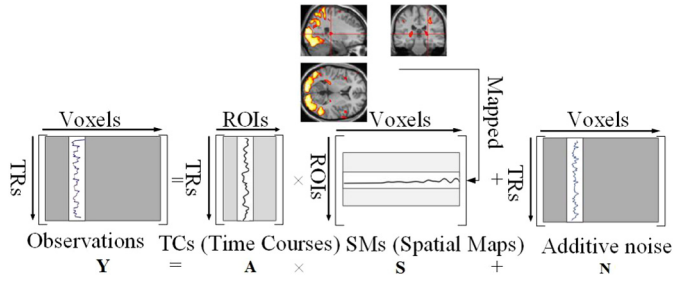 Voxels
ROIs
Voxels
Mapped
Voxels
TRs
=
TRs
×
ROIs
+
TRs
Observations TCs (Time Courses) SMs (Spatial Maps) Additive noise
Y = A × S + N